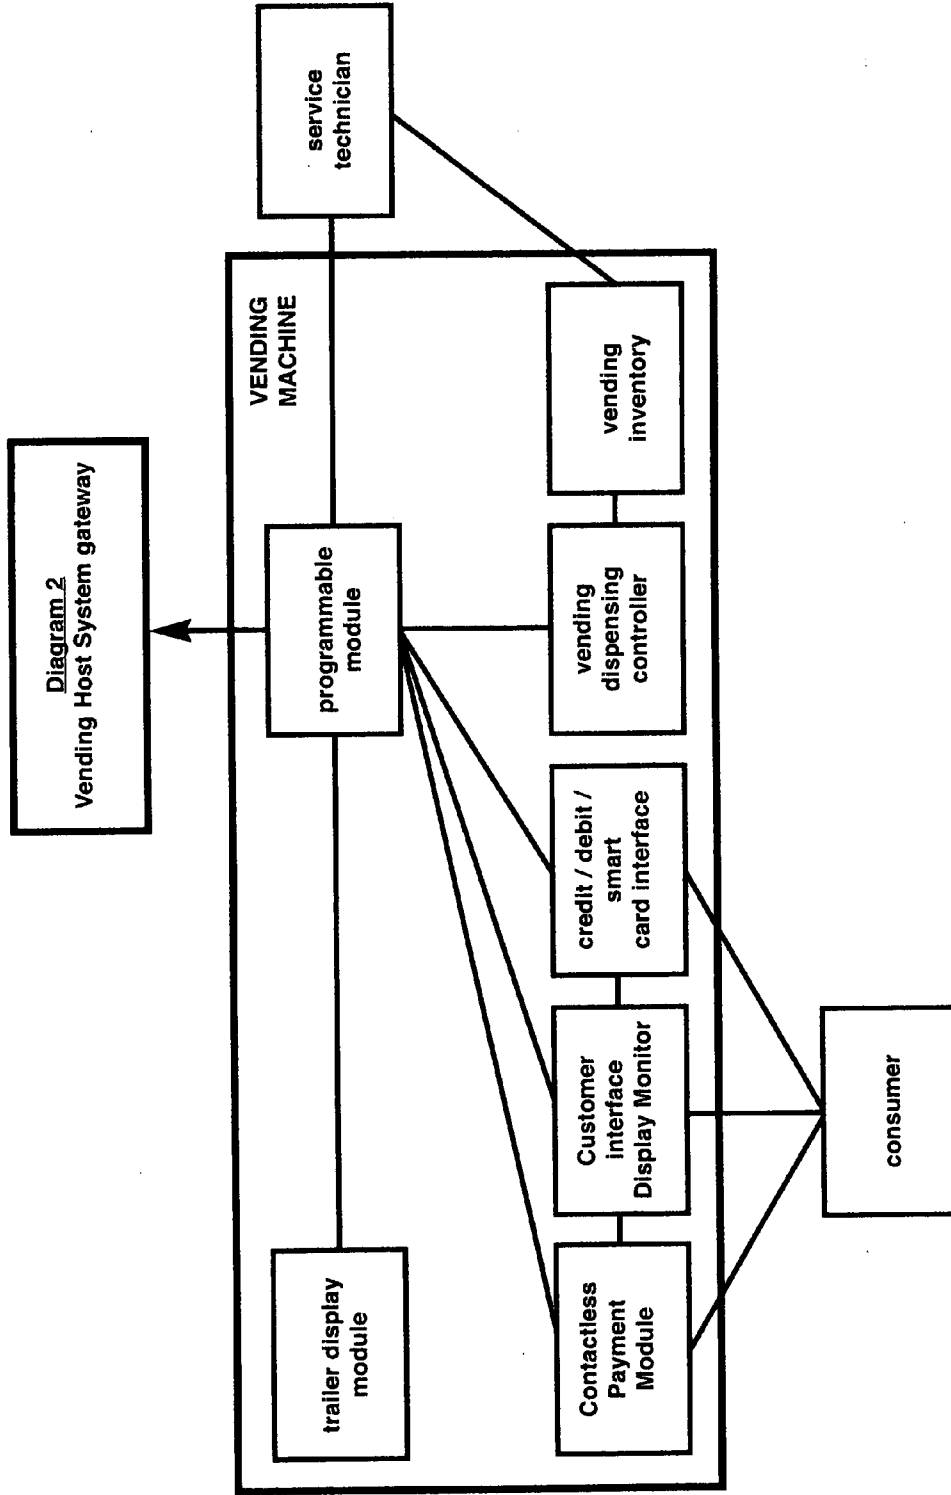 Diagram 2
Vending Host System gateway
VENDING
MACHINE
trailer display
module
programmable
module
service
technician
Contactless
Payment
Module
Customer
interface
Display Monitor
credit / debit /
smart
card interface
vending
dispensing
controller
vending
inventory
consumer